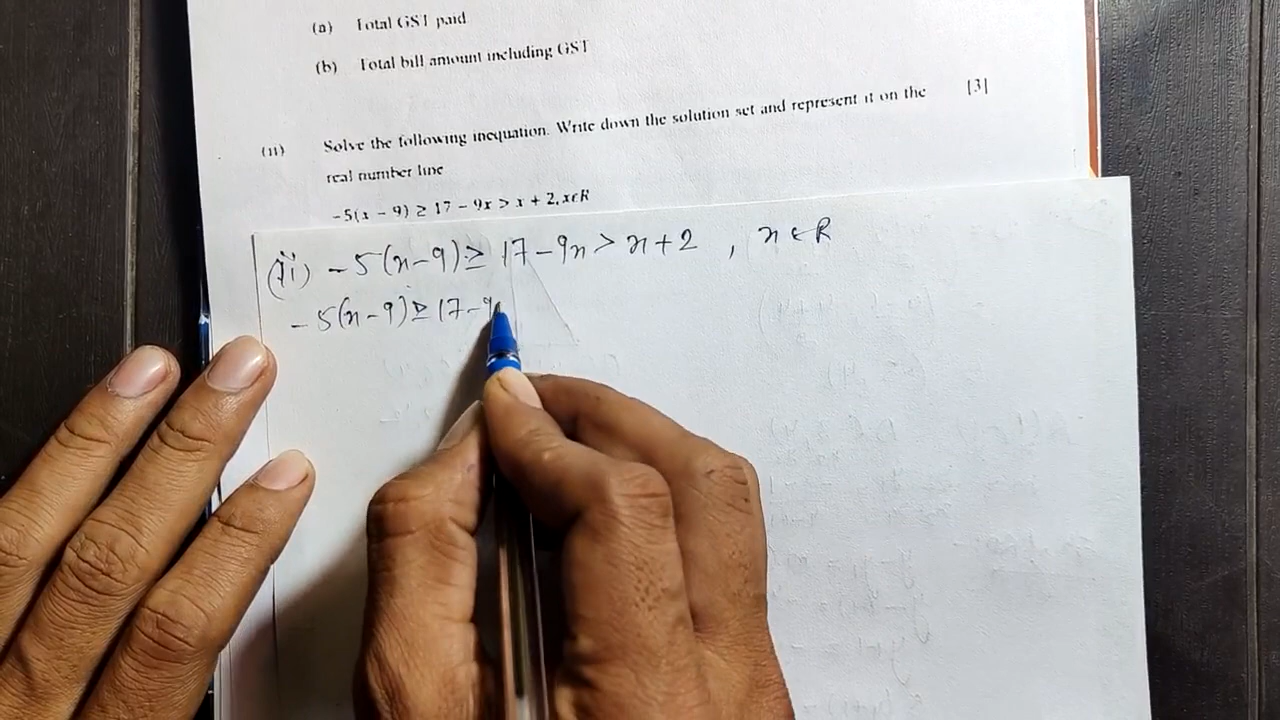 (a) Total GST paid
(b) Total bill amount including GST
(ii) Solve the following inequation. Write down the solution set and represent it on the [3]
real number line
-5(x - 9) ≥ 17 - 9x > x + 2, x∈R
(ii) -5(x-9) ≥ 17-9x > x+2 , x ∈ R
-5(x-9) ≥ 17-9